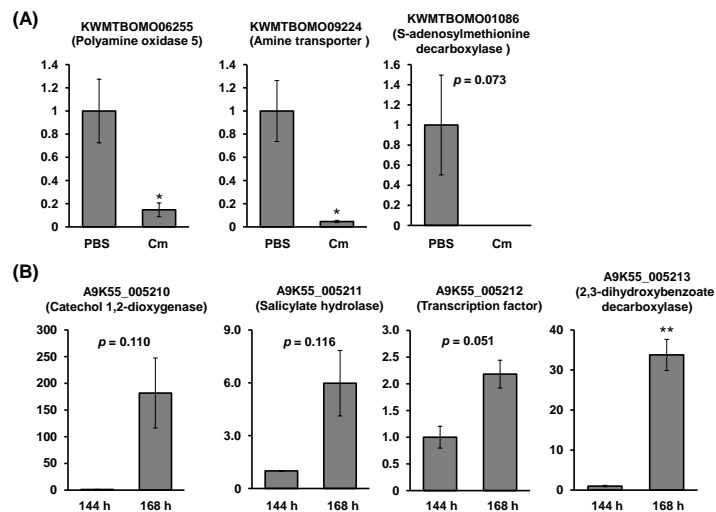 (A)
KWMTBOMO06255
(Polyamine oxidase 5)
1.4
1.2
1
0.8
0.6
0.4
0.2
0
*
PBS Cm
KWMTBOMO09224
(Amine transporter )
1.4
1.2
1
0.8
0.6
0.4
0.2
0
*
PBS Cm
KWMTBOMO01086
(S-adenosylmethionine
decarboxylase )
1.6
1.4
1.2
1
0.8
0.6
0.4
0.2
0
p = 0.073
PBS Cm
(B)
A9K55_005210
(Catechol 1,2-dioxygenase)
300
250
200
150
100
50
0
p = 0.110
144 h 168 h
A9K55_005211
(Salicylate hydrolase)
9.0
6.0
3.0
0.0
p = 0.116
144 h 168 h
A9K55_005212
(Transcription factor)
3.0
2.5
2.0
1.5
1.0
0.5
0.0
p = 0.051
144 h 168 h
A9K55_005213
(2,3-dihydroxybenzoate
decarboxylase)
40
30
20
10
0
**
144 h 168 h